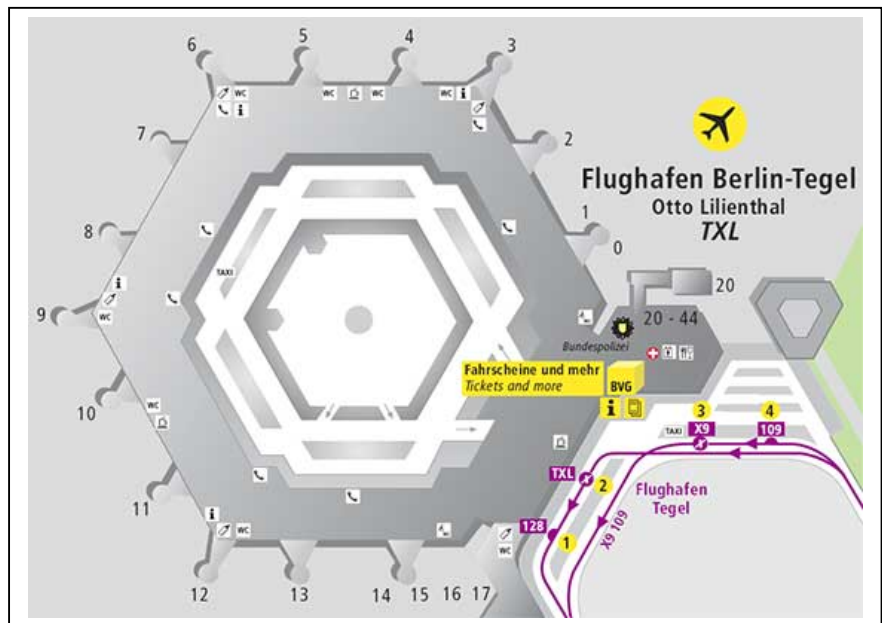 6
5
4
3
WC
WC
WC
WC
i
i
7
2
Flughafen Berlin-Tegel
Otto Lilienthal
TXL
1
0
8
TAXI
i
WC
9
20
20 - 44
Bundespolizei
Fahrscheine und mehr
Tickets and more
BVG
i
3
4
TAXI
X9
109
10
WC
TXL
2
Flughafen
Tegel
11
i
WC
128
1
X9 109
WC
12
13
14
15
16
17